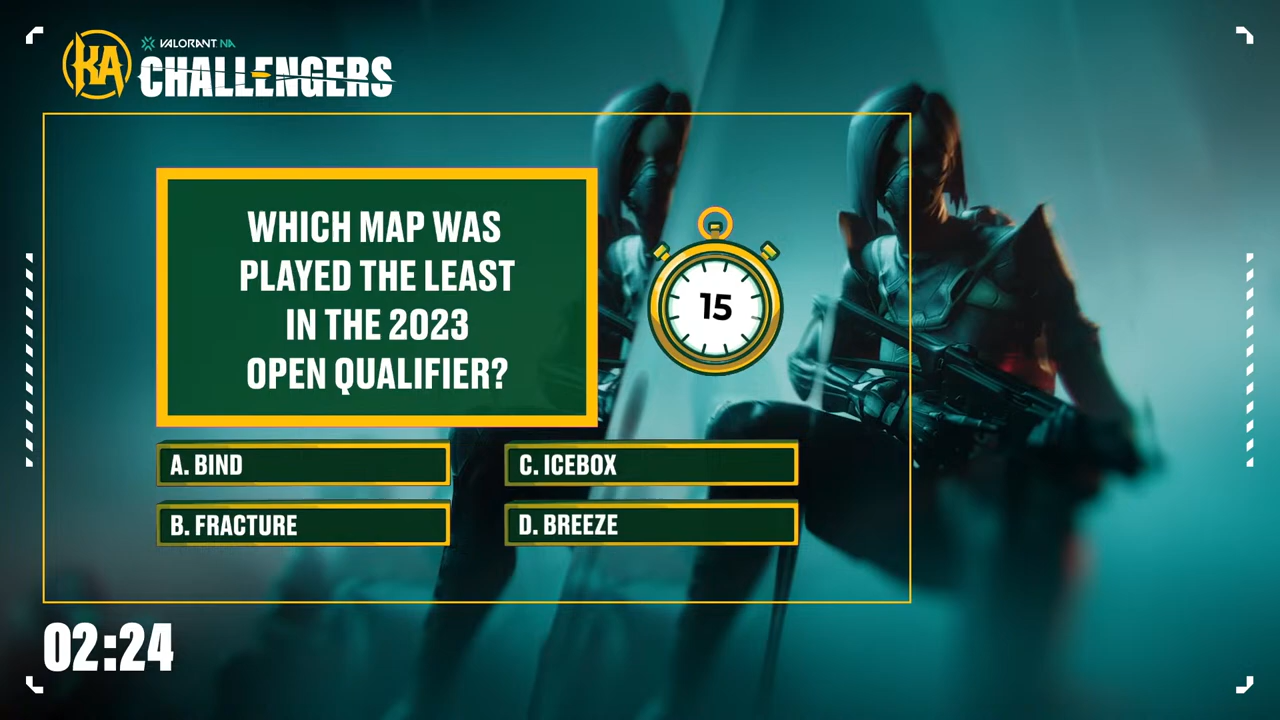 KA
VALORANT NA
CHALLENGERS
WHICH MAP WAS
PLAYED THE LEAST
IN THE 2023
OPEN QUALIFIER?
15
A. BIND
C. ICEBOX
B. FRACTURE
D. BREEZE
02:24